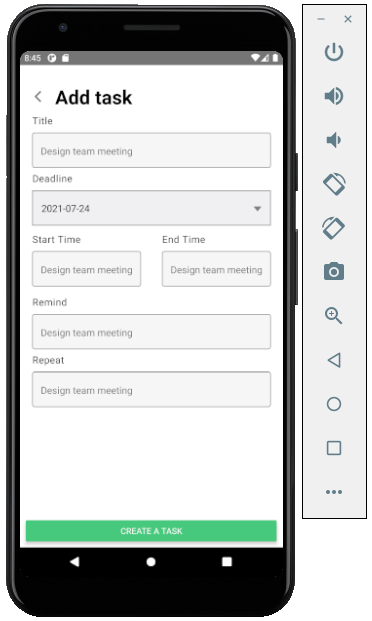 8:45
Add task
Title
Design team meeting
Deadline
2021-07-24
Start Time End Time
Design team meeting Design team meeting
Remind
Design team meeting
Repeat
Design team meeting
CREATE A TASK